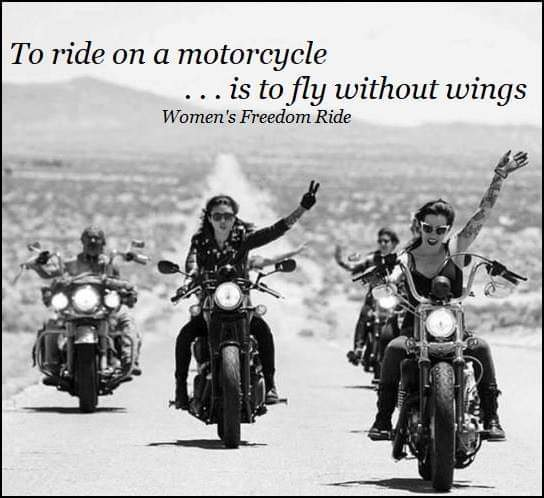 To ride on a motorcycle
. . . is to fly without wings
Women's Freedom Ride